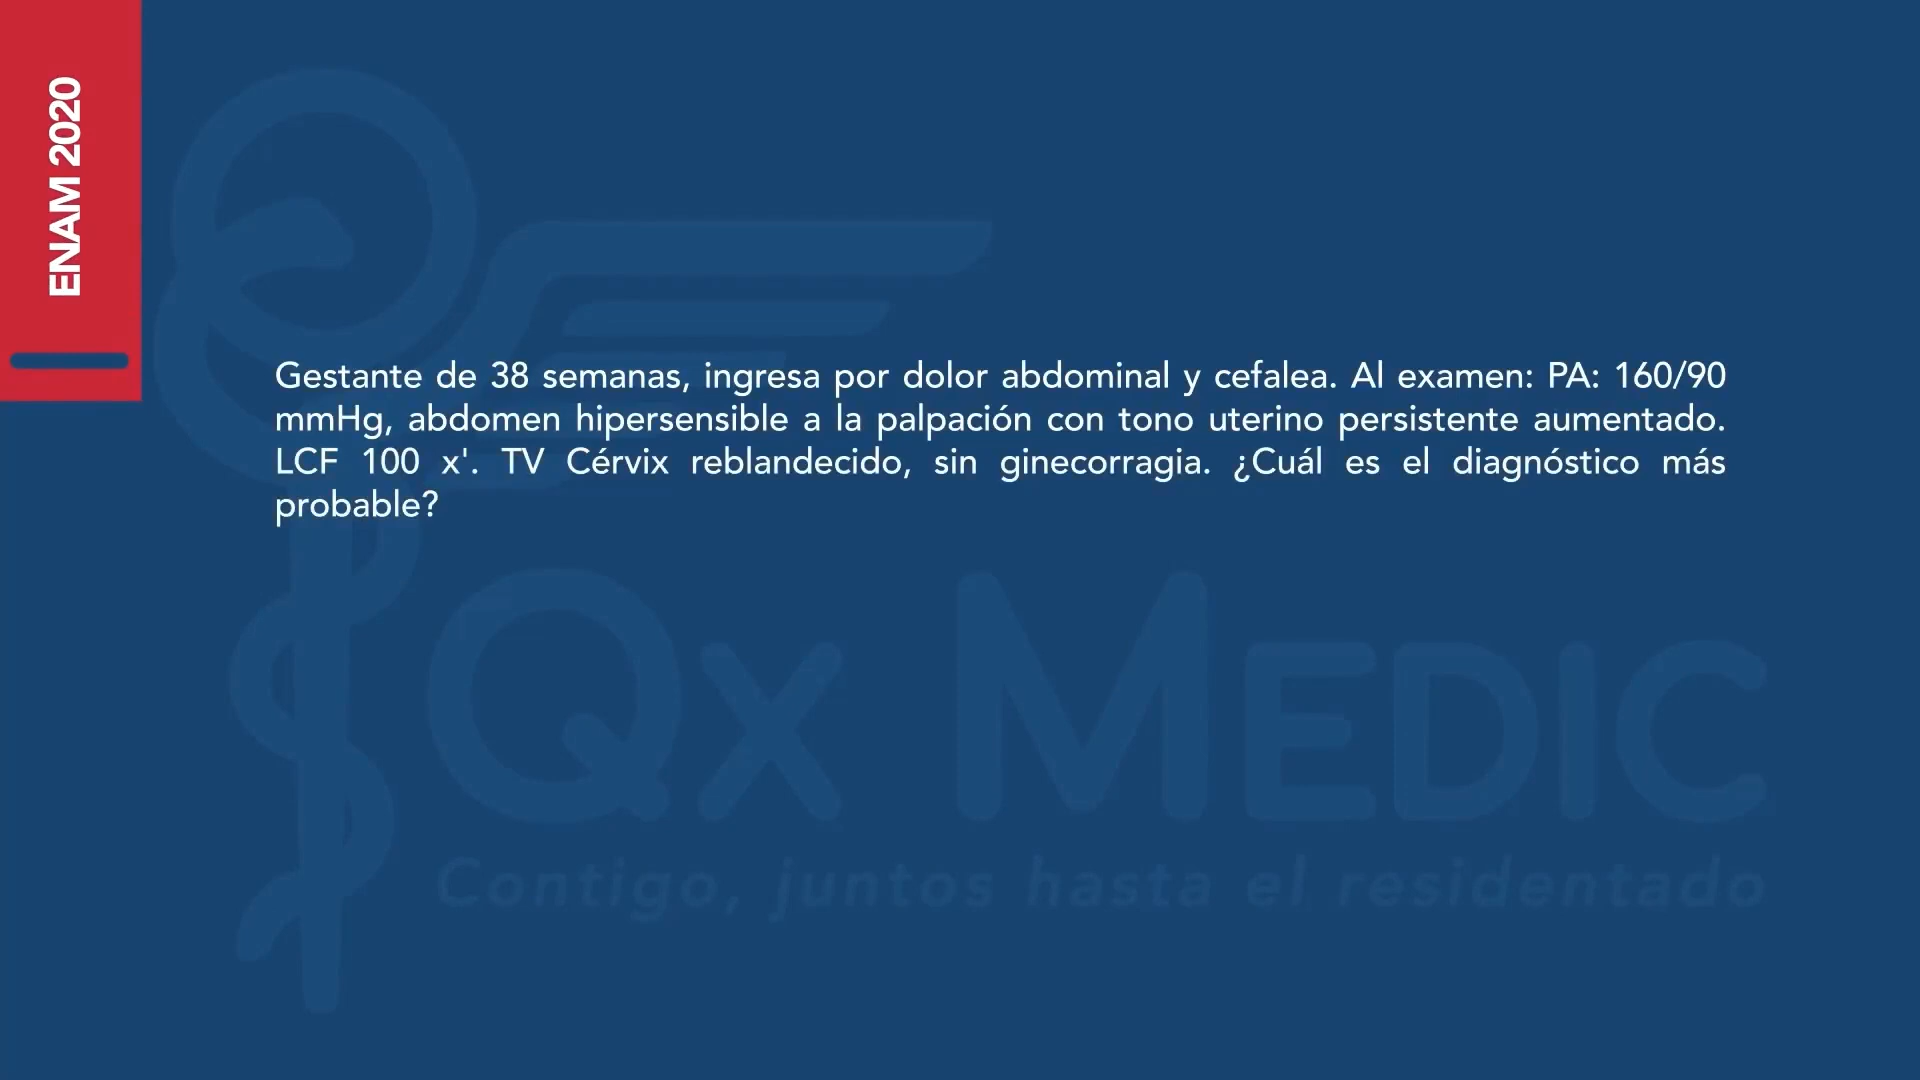 ENAM 2020
Gestante de 38 semanas, ingresa por dolor abdominal y cefalea. Al examen: PA: 160/90
mmHg, abdomen hipersensible a la palpación con tono uterino persistente aumentado.
LCF 100 x'. TV Cérvix reblandecido, sin ginecorragia. ¿Cuál es el diagnóstico más
probable?
Qx MEDIC
Contigo, juntos hasta el residentado